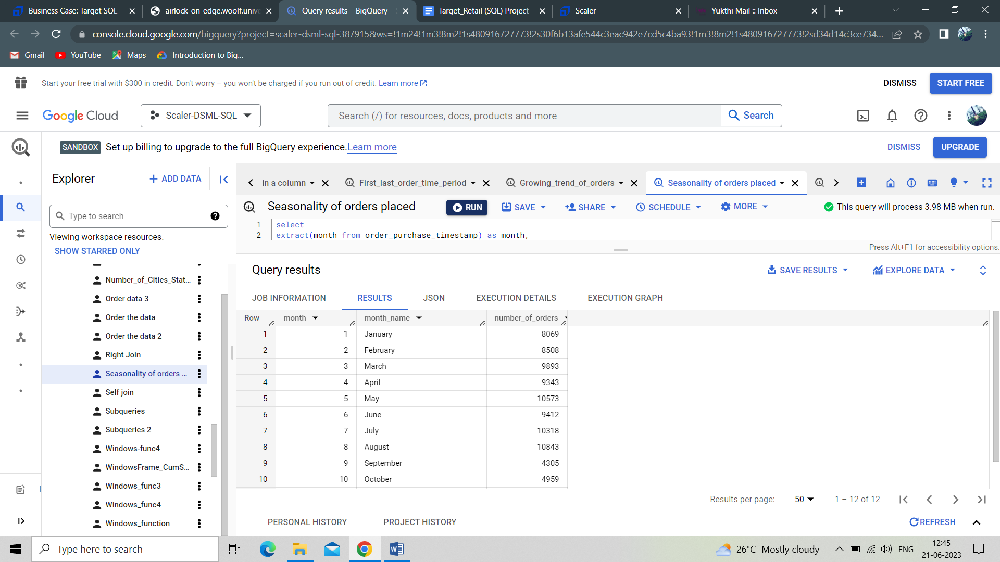 Business Case: Target SQL -
airlock-on-edge.woolf.unive
Query results – BigQuery –
Target_Retail (SQL) Project -
Scaler
Yukthi Mail :: Inbox
console.cloud.google.com/bigquery?project=scaler-dsml-sql-387915&ws=!1m24!1m3!8m2!1s480916727773!2s30f6b13afe544c3eac942e7cd5c4ba93!1m3!8m2!1s480916727773!2sd34d14c3ce734...
Gmail
YouTube
Maps
Introduction to Big...
Start your free trial with $300 in credit. Don't worry – you won't be charged if you run out of credit. Learn more
DISMISS
START FREE
Google Cloud
Scaler-DSML-SQL
Search (/) for resources, docs, products and more
Search
SANDBOX Set up billing to upgrade to the full BigQuery experience. Learn more
DISMISS
UPGRADE
Explorer
+ ADD DATA
in a column
First_last_order_time_period
Growing_trend_of_orders
Seasonality of orders placed
Type to search
Viewing workspace resources.
SHOW STARRED ONLY
Number_of_Cities_Stat...
Order data 3
Order the data
Order the data 2
Right Join
Seasonality of orders ...
Self join
Subqueries
Subqueries 2
Windows-func4
WindowsFrame_CumS...
Windows_func3
Windows_func4
Windows_function
Seasonality of orders placed
RUN
SAVE
SHARE
SCHEDULE
MORE
This query will process 3.98 MB when run.
1 select
2 extract(month from order_purchase_timestamp) as month,
Press Alt+F1 for accessibility options.
Query results
SAVE RESULTS
EXPLORE DATA
JOB INFORMATION
RESULTS
JSON
EXECUTION DETAILS
EXECUTION GRAPH
Row month month_name number_of_orders
1 1 January 8069
2 2 February 8508
3 3 March 9893
4 4 April 9343
5 5 May 10573
6 6 June 9412
7 7 July 10318
8 8 August 10843
9 9 September 4305
10 10 October 4959
Results per page: 50 1 – 12 of 12
PERSONAL HISTORY
PROJECT HISTORY
REFRESH
Type here to search
26°C Mostly cloudy
ENG
12:45
21-06-2023